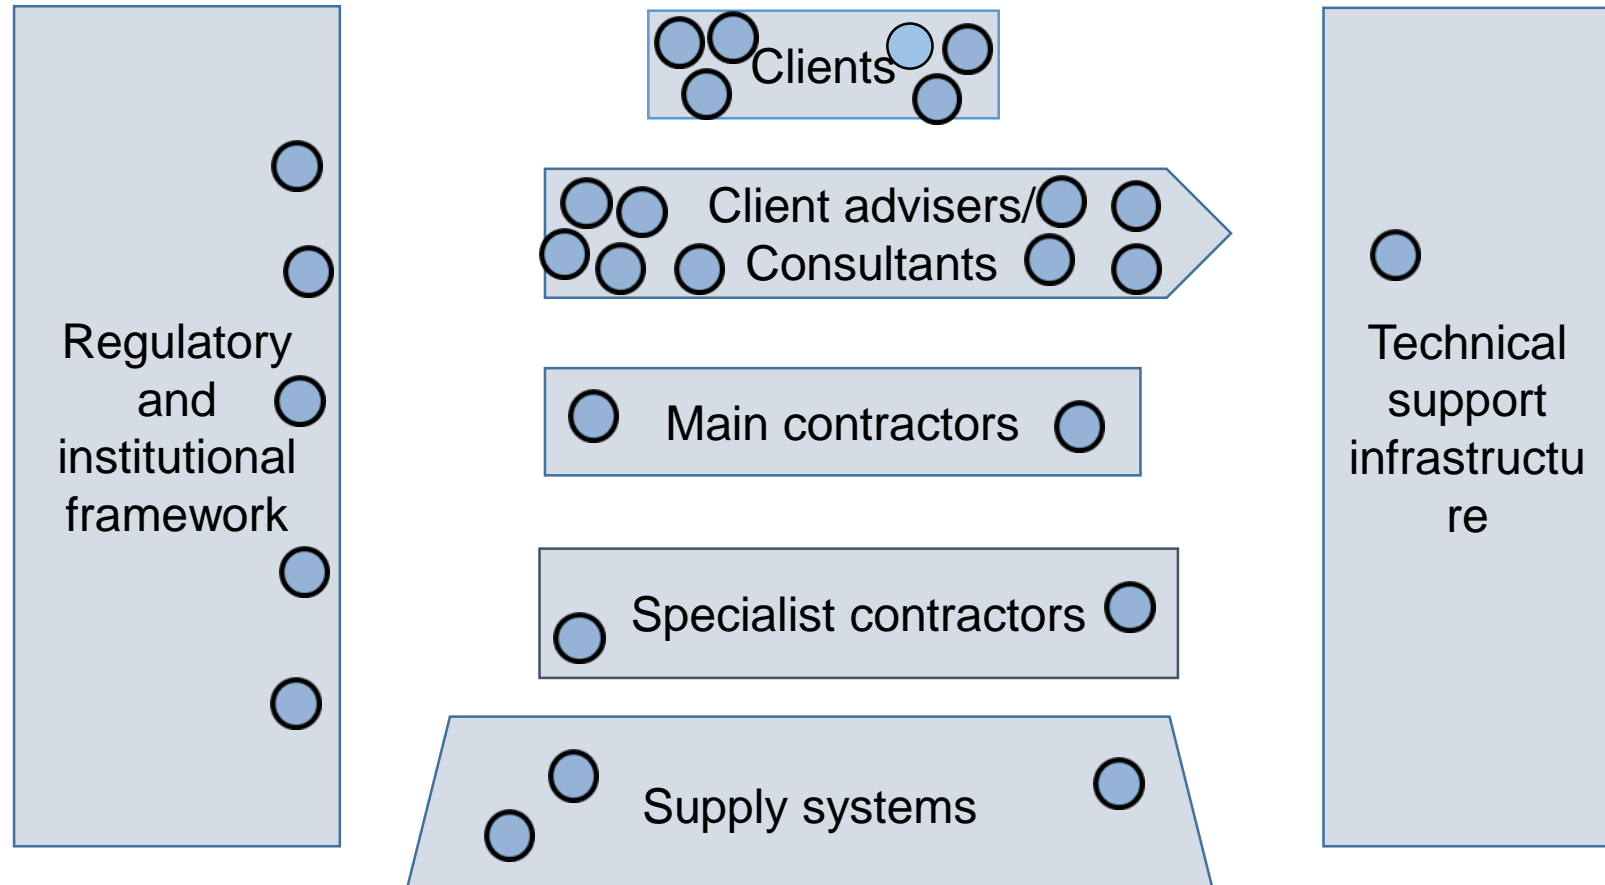 Clients
Client advisers/
Consultants
Regulatory
and
institutional
framework
Main contractors
Specialist contractors
Supply systems
Technical
support
infrastructu
re